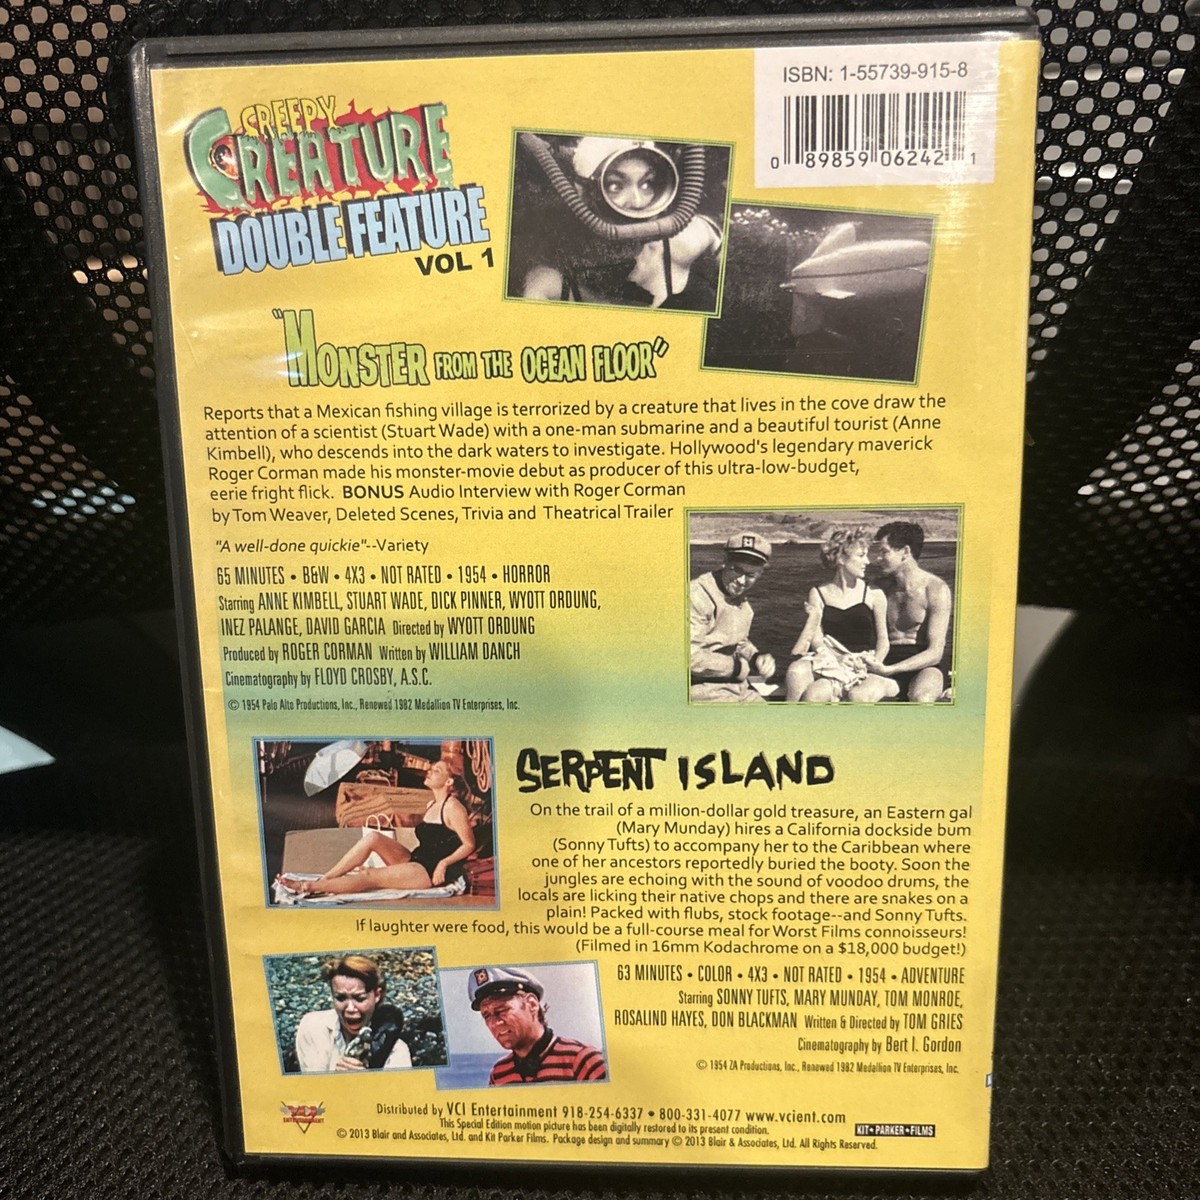 ISBN: 1-55739-915-8
0 89859 06242 1
CREEPY
CREATURE
DOUBLE FEATURE
VOL 1
"MONSTER FROM THE OCEAN FLOOR"
Reports that a Mexican fishing village is terrorized by a creature that lives in the cove draw the
attention of a scientist (Stuart Wade) with a one-man submarine and a beautiful tourist (Anne
Kimbell), who descends into the dark waters to investigate. Hollywood's legendary maverick
Roger Corman made his monster-movie debut as producer of this ultra-low-budget,
eerie fright flick. BONUS Audio Interview with Roger Corman
by Tom Weaver, Deleted Scenes, Trivia and Theatrical Trailer
"A well-done quickie"--Variety
65 MINUTES • B&W • 4X3 • NOT RATED • 1954 • HORROR
Starring ANNE KIMBELL, STUART WADE, DICK PINNER, WYOTT ORDUNG,
INEZ PALANGE, DAVID GARCIA Directed by WYOTT ORDUNG
Produced by ROGER CORMAN Written by WILLIAM DANCH
Cinematography by FLOYD CROSBY, A.S.C.
© 1954 Palo Alto Productions, Inc., Renewed 1982 Medallion TV Enterprises, Inc.
SERPENT ISLAND
On the trail of a million-dollar gold treasure, an Eastern gal
(Mary Munday) hires a California dockside bum
(Sonny Tufts) to accompany her to the Caribbean where
one of her ancestors reportedly buried the booty. Soon the
jungles are echoing with the sound of voodoo drums, the
locals are licking their native chops and there are snakes on a
plain! Packed with flubs, stock footage--and Sonny Tufts.
If laughter were food, this would be a full-course meal for Worst Films connoisseurs!
(Filmed in 16mm Kodachrome on a $18,000 budget!)
63 MINUTES • COLOR • 4X3 • NOT RATED • 1954 • ADVENTURE
Starring SONNY TUFTS, MARY MUNDAY, TOM MONROE,
ROSALIND HAYES, DON BLACKMAN Written & Directed by TOM GRIES
Cinematography by Bert I. Gordon
© 1954 ZA Productions, Inc., Renewed 1982 Medallion TV Enterprises, Inc.
VCI
ENTERTAINMENT
Distributed by VCI Entertainment 918-254-6337 • 800-331-4077 www.vcient.com
This Special Edition motion picture has been digitally restored to its present condition.
© 2013 Blair and Associates, Ltd. and Kit Parker Films. Package design and summary © 2013 Blair & Associates, Ltd. All Rights Reserved.
KIT • PARKER • FILMS